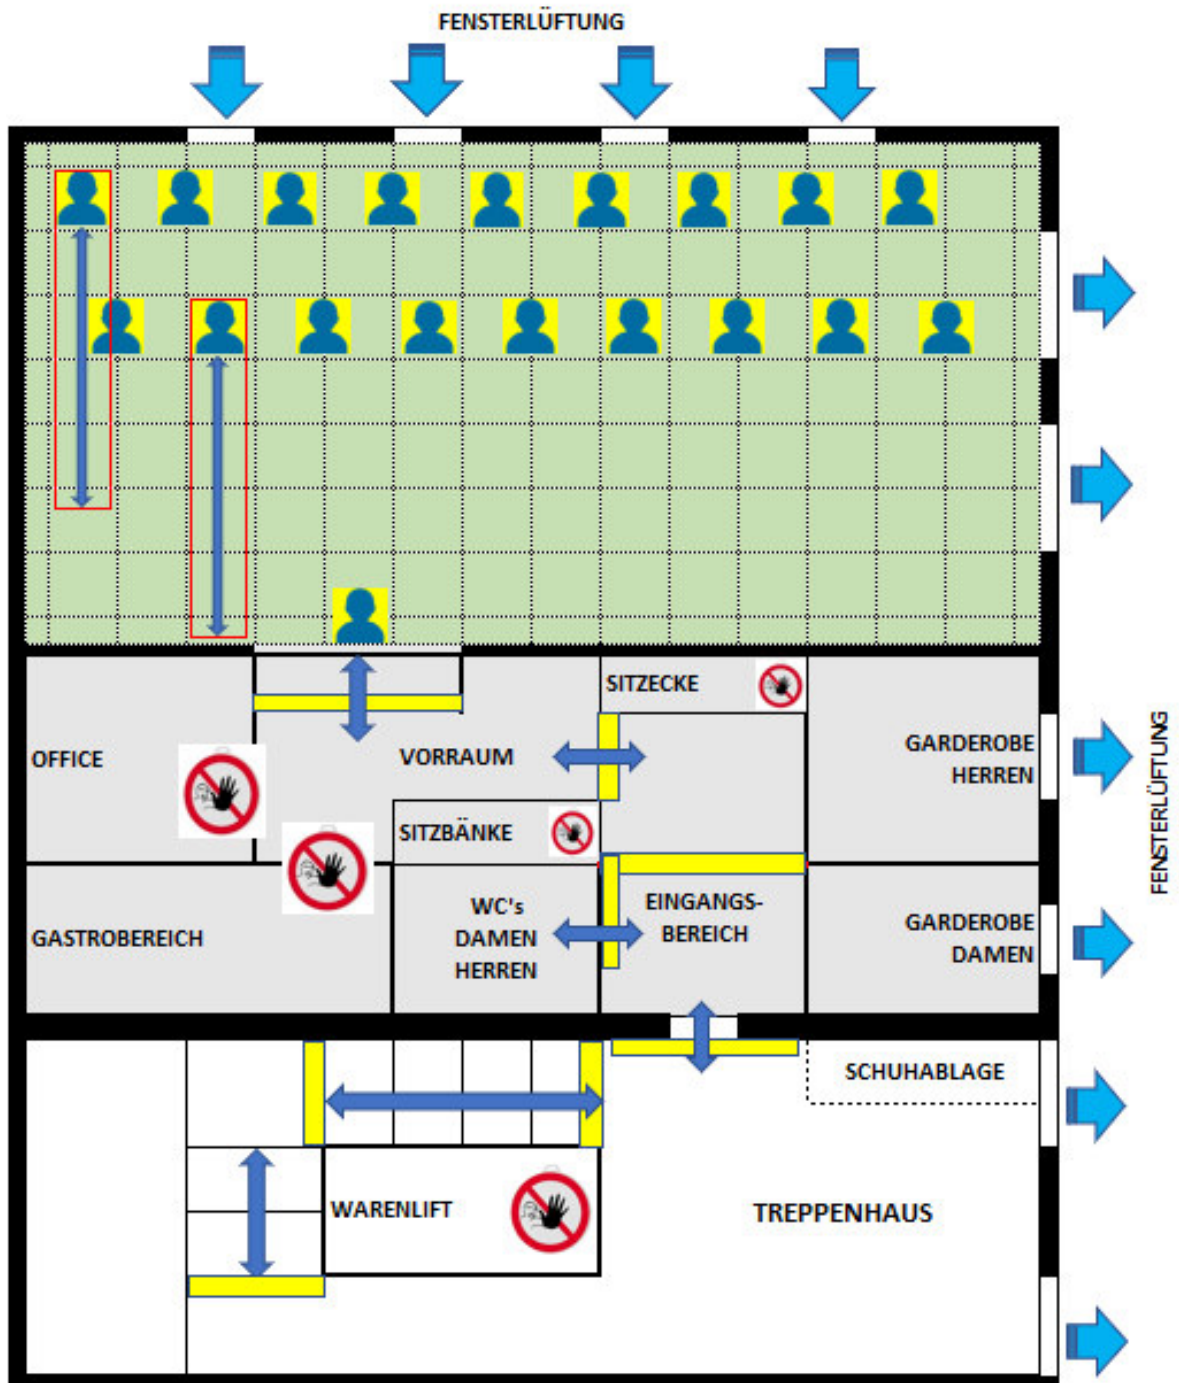 FENSTERLÜFTUNG
SITZECKE
OFFICE
VORRAUM
GARDEROBE
HERREN
FENSTERLÜFTUNG
SITZBÄNKE
GASTROBEREICH
WC's
DAMEN
HERREN
EINGANGS-
BEREICH
GARDEROBE
DAMEN
SCHUHABLAGE
WARENLIFT
TREPPENHAUS